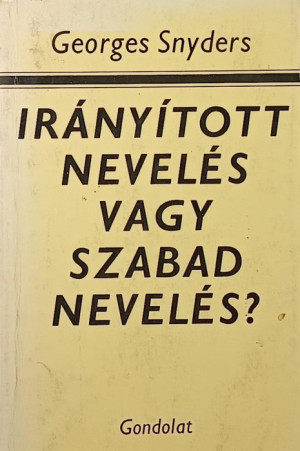 Georges Snyders
IRÁNYÍTOTT
NEVELÉS
VAGY
SZABAD
NEVELÉS?
Gondolat